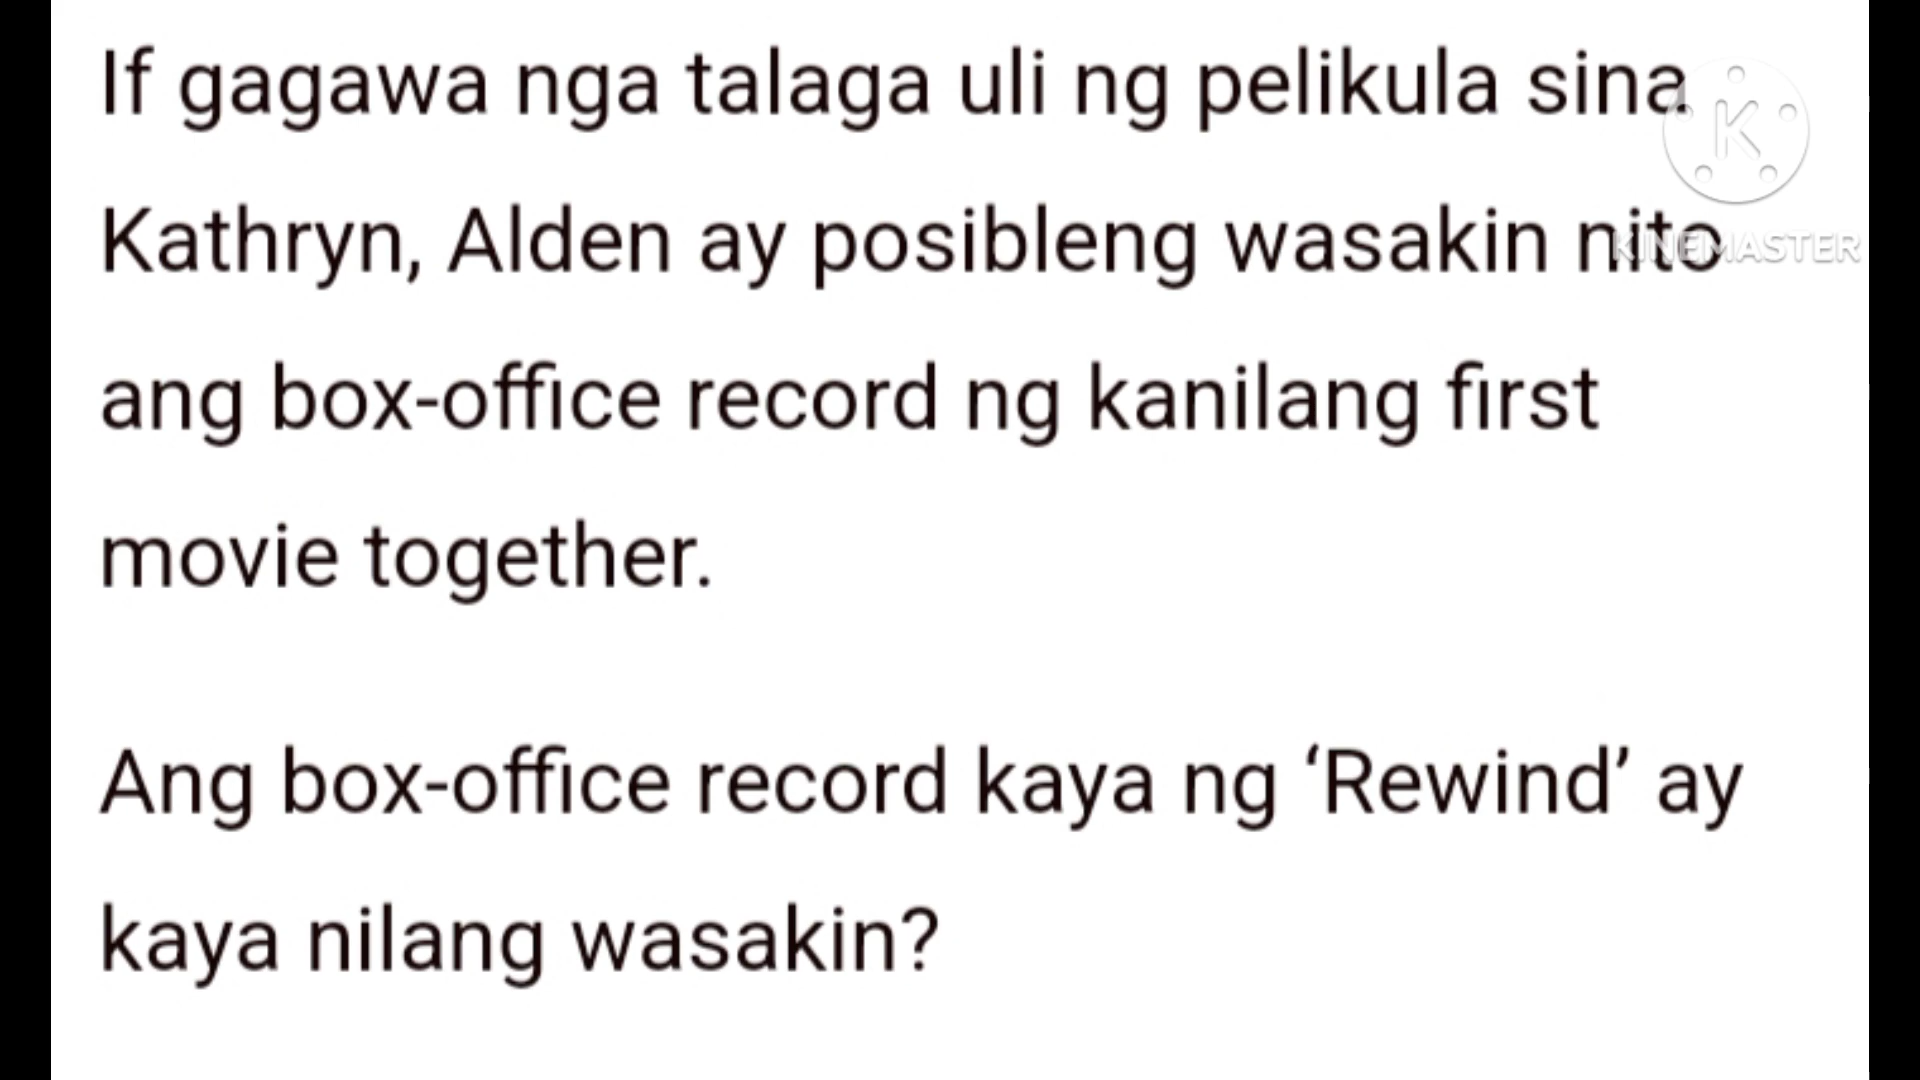 If gagawa nga talaga uli ng pelikula sina
Kathryn, Alden ay posibleng wasakin nito
ang box-office record ng kanilang first
movie together.
Ang box-office record kaya ng ‘Rewind’ ay
kaya nilang wasakin?
K
KINEMASTER